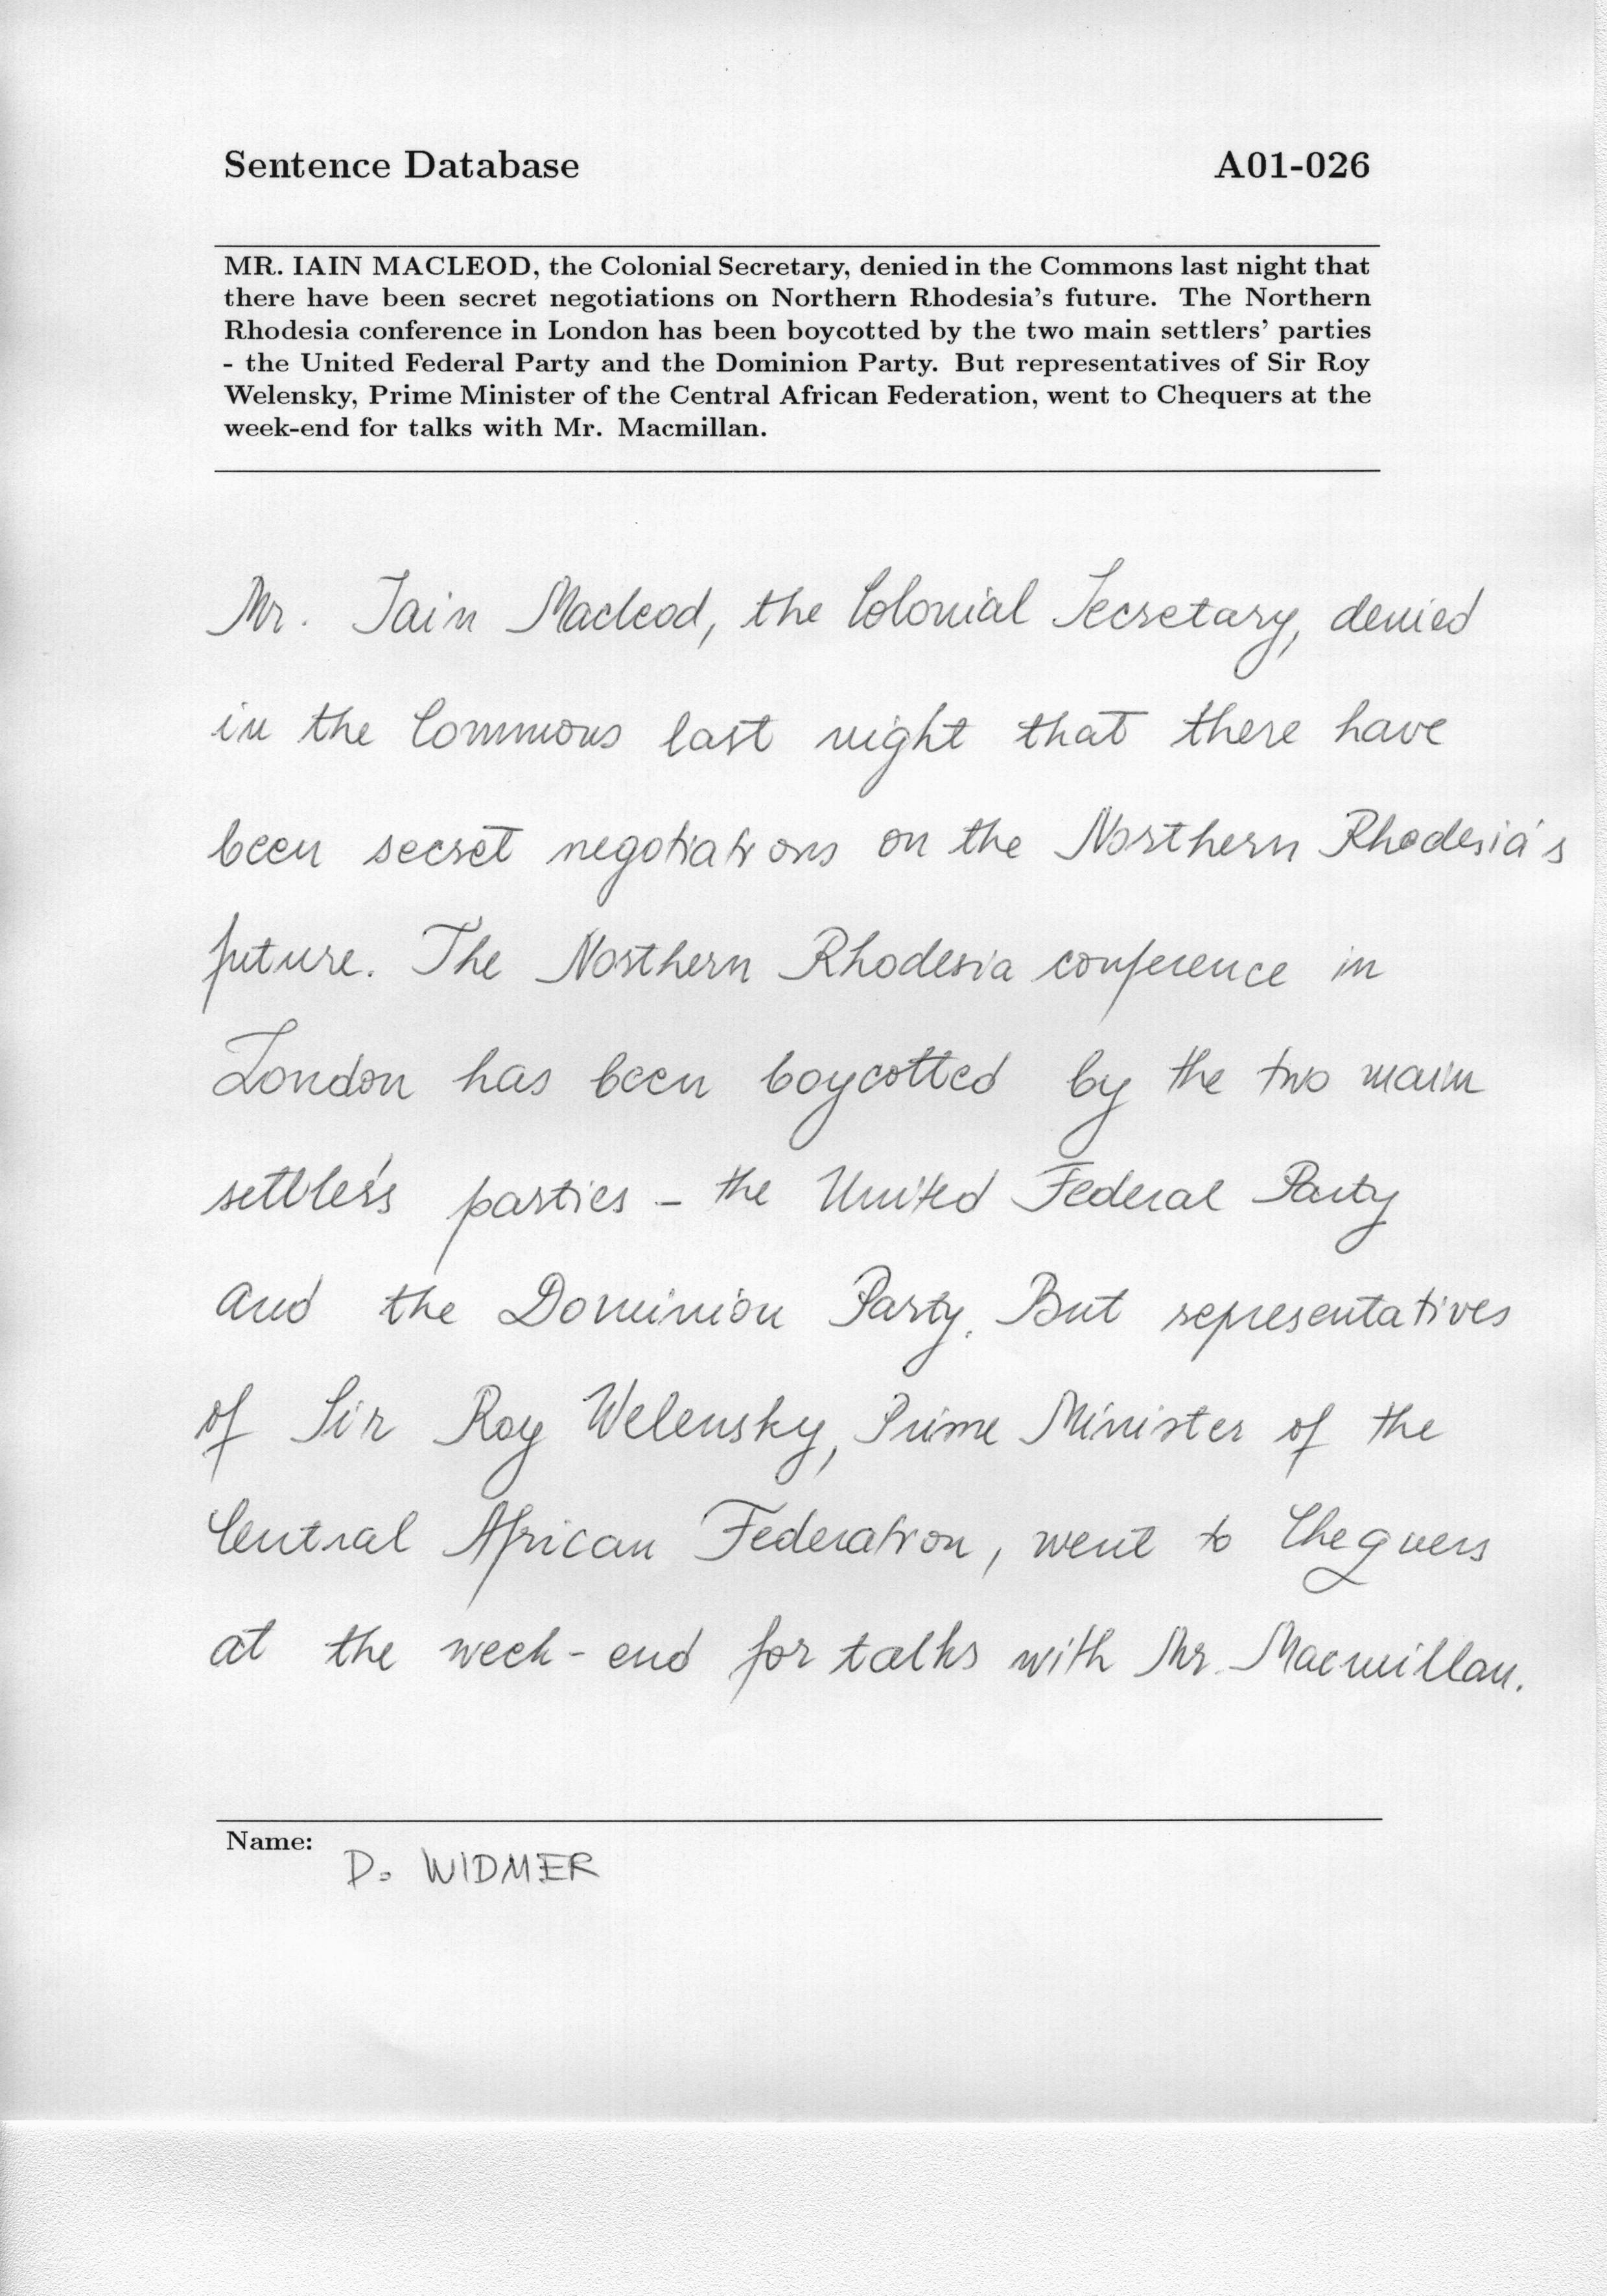 Sentence Database A01-026
MR. IAIN MACLEOD, the Colonial Secretary, denied in the Commons last night that
there have been secret negotiations on Northern Rhodesia's future. The Northern
Rhodesia conference in London has been boycotted by the two main settlers' parties
- the United Federal Party and the Dominion Party. But representatives of Sir Roy
Welensky, Prime Minister of the Central African Federation, went to Chequers at the
week-end for talks with Mr. Macmillan.
Mr. Iain Macleod, the Colonial Secretary, denied
in the Commons last night that there have
been secret negotiations on the Northern Rhodesia's
future. The Northern Rhodesia conference in
London has been boycotted by the two main
settler's parties - the United Federal Party
and the Dominion Party. But representatives
of Sir Roy Welensky, Prime Minister of the
Central African Federation, went to Chequers
at the week-end for talks with Mr. Macmillan.
Name:
D. WIDMER